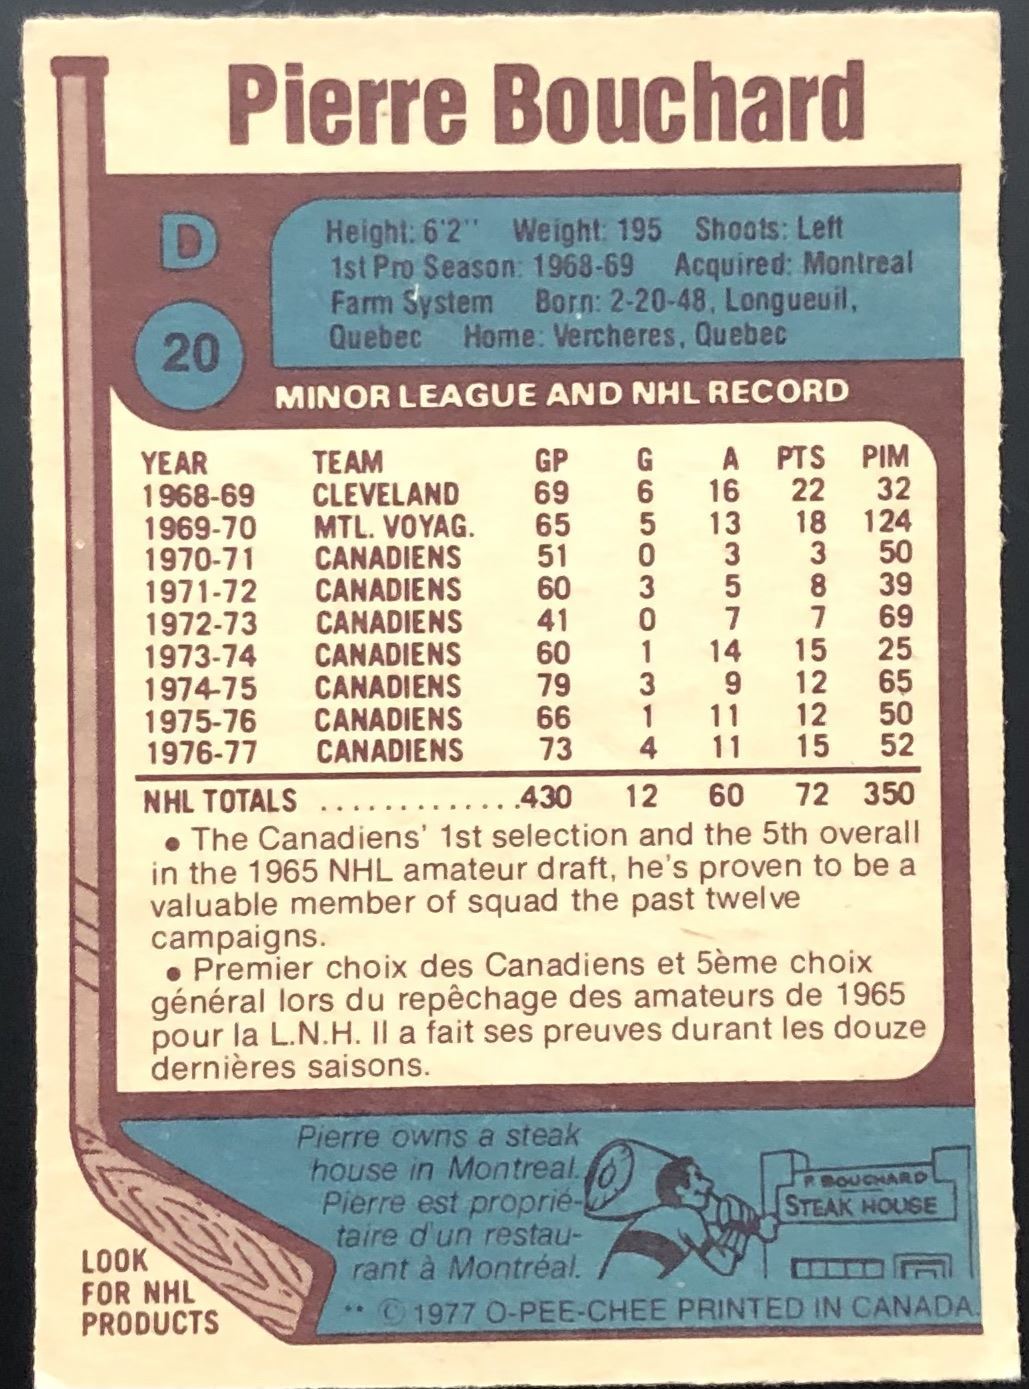 Pierre Bouchard
D
20
Height: 6'2" Weight: 195 Shoots: Left
1st Pro Season: 1968-69 Acquired: Montreal
Farm System Born: 2-20-48, Longueuil,
Quebec Home: Vercheres, Quebec
MINOR LEAGUE AND NHL RECORD
YEAR TEAM GP G A PTS PIM
1968-69 CLEVELAND 69 6 16 22 32
1969-70 MTL. VOYAG. 65 5 13 18 124
1970-71 CANADIENS 51 0 3 3 50
1971-72 CANADIENS 60 3 5 8 39
1972-73 CANADIENS 41 0 7 7 69
1973-74 CANADIENS 60 1 14 15 25
1974-75 CANADIENS 79 3 9 12 65
1975-76 CANADIENS 66 1 11 12 50
1976-77 CANADIENS 73 4 11 15 52
NHL TOTALS ..............430 12 60 72 350
• The Canadiens' 1st selection and the 5th overall
in the 1965 NHL amateur draft, he's proven to be a
valuable member of squad the past twelve
campaigns.
• Premier choix des Canadiens et 5ème choix
général lors du repêchage des amateurs de 1965
pour la L.N.H. Il a fait ses preuves durant les douze
dernières saisons.
Pierre owns a steak
house in Montreal.
Pierre est proprié-
taire d'un restau-
rant à Montréal.
P. BOUCHARD
STEAK HOUSE
LOOK
FOR NHL
PRODUCTS
** © 1977 O-PEE-CHEE PRINTED IN CANADA.